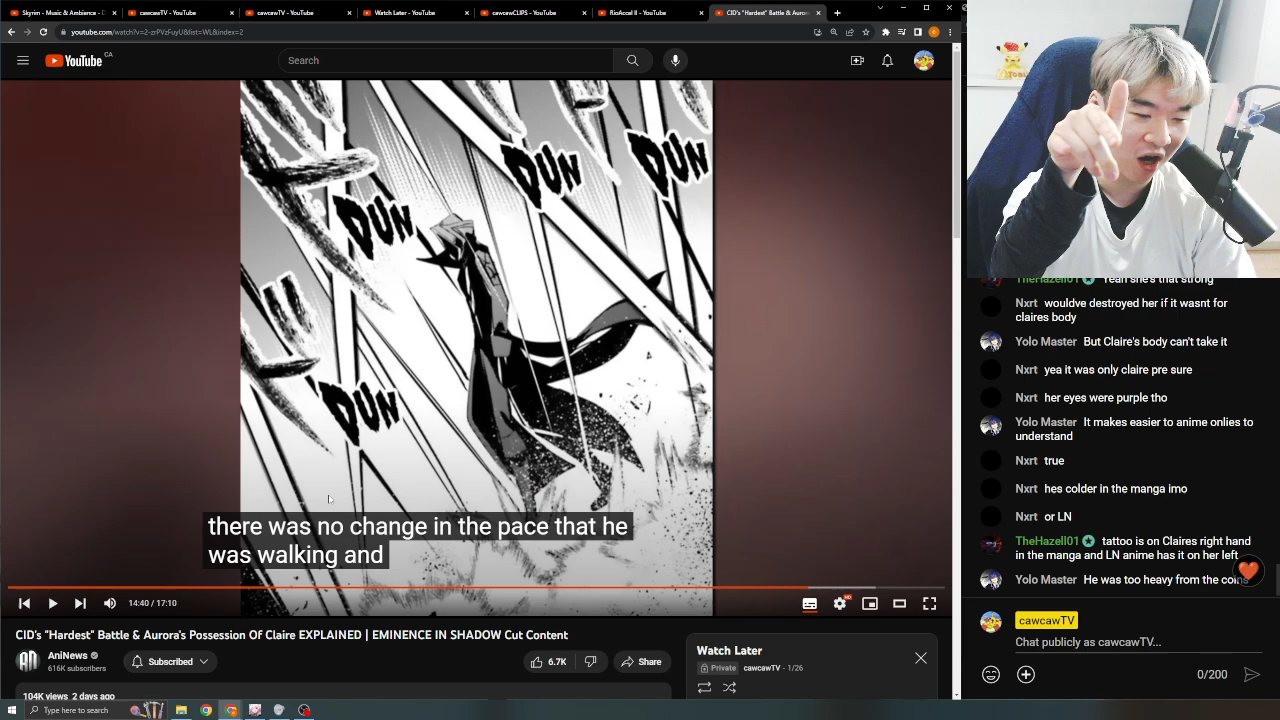 Skyrim - Music & Ambience -
cawcawTV - YouTube
cawcawTV - YouTube
Watch Later - YouTube
cawcawCLIPS - YouTube
RioAccel II - YouTube
CID's "Hardest" Battle & Aurora
youtube.com/watch?v=2-zrPVzFuyU&list=WL&index=2
YouTube CA
Search
DUN
DUN
DUN
DUN
there was no change in the pace that he
was walking and
14:40 / 17:10
HD
CID's "Hardest" Battle & Aurora's Possession Of Claire EXPLAINED | EMINENCE IN SHADOW Cut Content
AniNews
616K subscribers
Subscribed
6.7K
Share
104K views 2 days ago
Watch Later
Private cawcawTV - 1/26
TheHazell01 Yeah she's that strong
Nxrt wouldve destroyed her if it wasnt for
claires body
Yolo Master But Claire's body can't take it
Nxrt yea it was only claire pre sure
Nxrt her eyes were purple tho
Yolo Master It makes easier to anime onlies to
understand
Nxrt true
Nxrt hes colder in the manga imo
Nxrt or LN
TheHazell01 tattoo is on Claires right hand
in the manga and LN anime has it on her left
Yolo Master He was too heavy from the coins
cawcawTV
Chat publicly as cawcawTV...
0/200
Type here to search